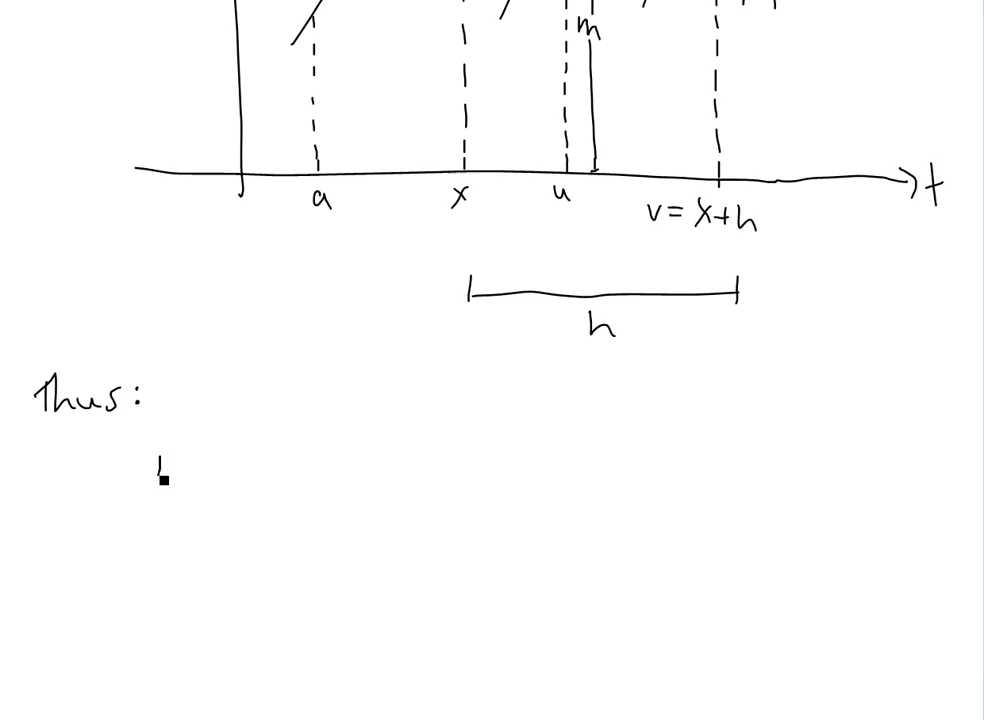 m
t
a x u
v = x+h
h
Thus: